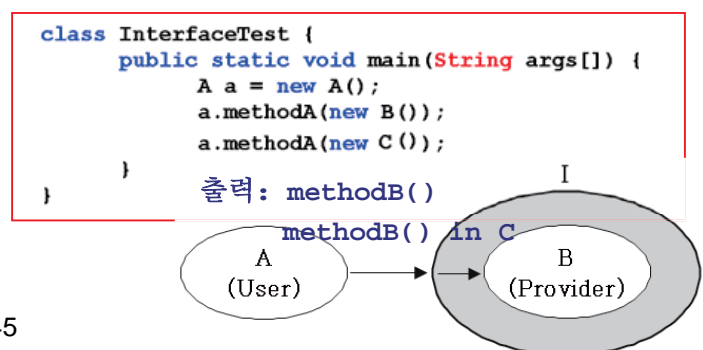 class InterfaceTest {
public static void main(String args[]) {
A a = new A();
a.methodA(new B());
a.methodA(new C());
}
}
출력: methodB()
methodB() in C
I
A
(User)
B
(Provider)